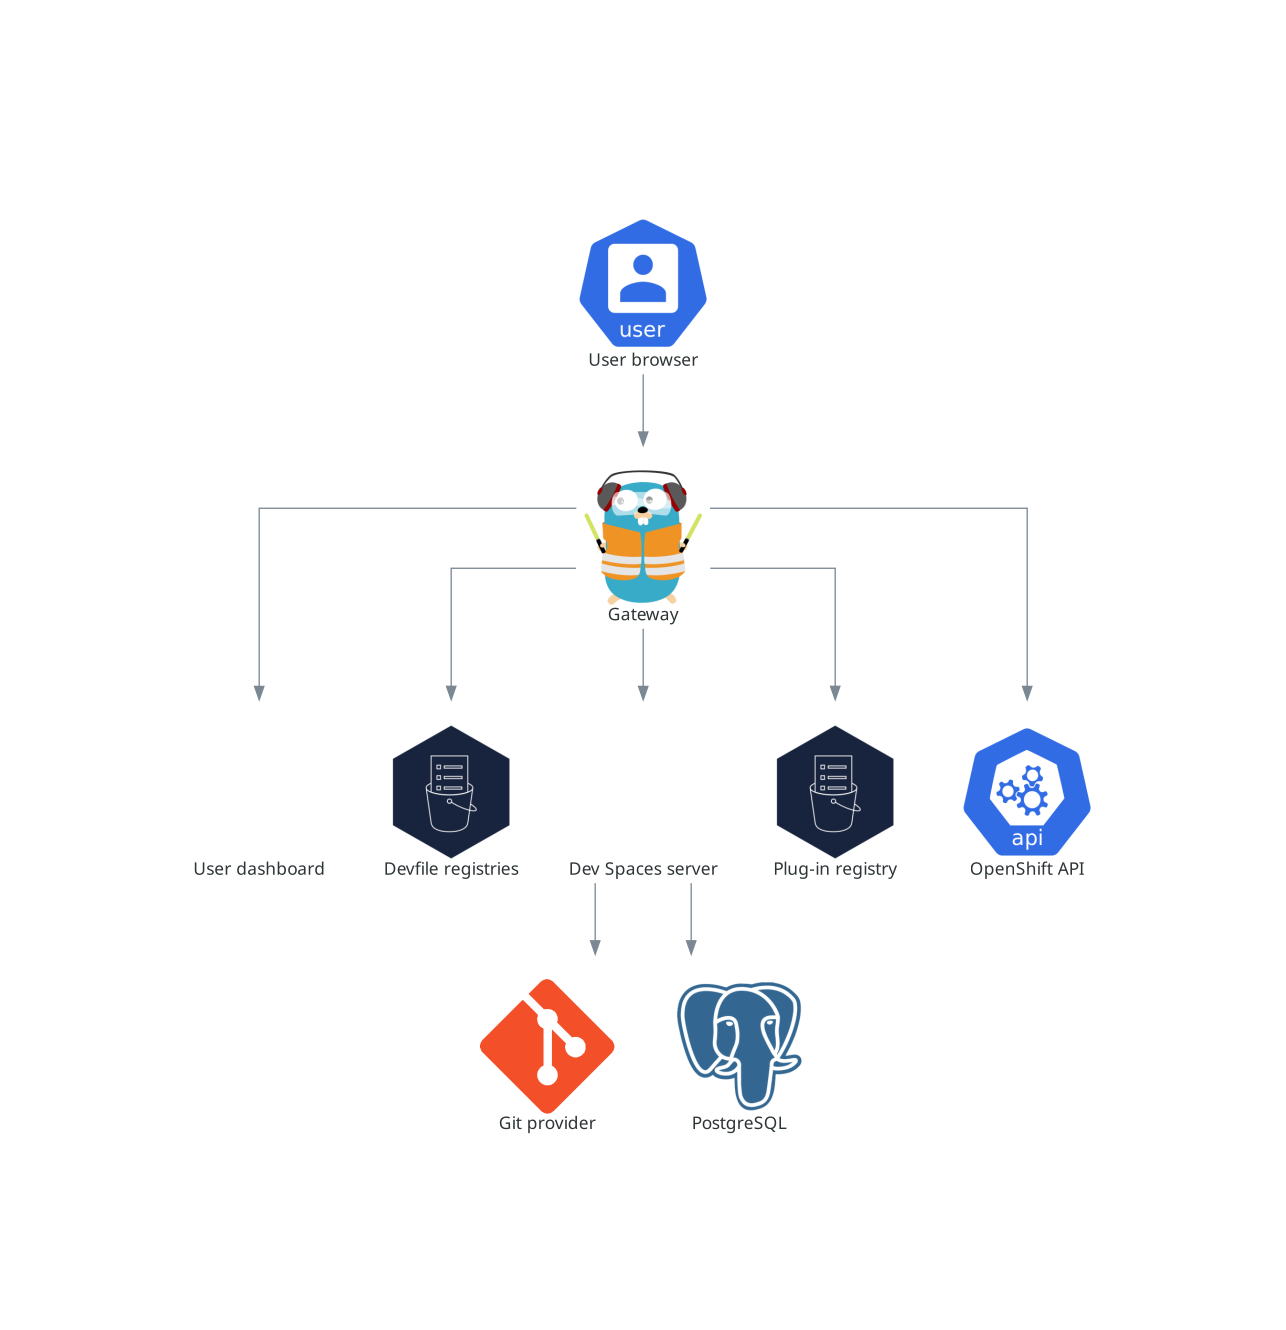 user
User browser
Gateway
User dashboard
Devfile registries
Dev Spaces server
Plug-in registry
api
OpenShift API
Git provider
PostgreSQL